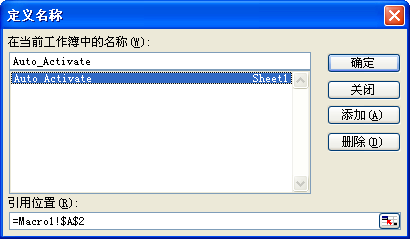 定义名称
在当前工作簿中的名称(W):
Auto_Activate
确定
Auto_Activate Sheet1
关闭
添加(A)
删除(D)
引用位置(R):
=Macro1!$A$2